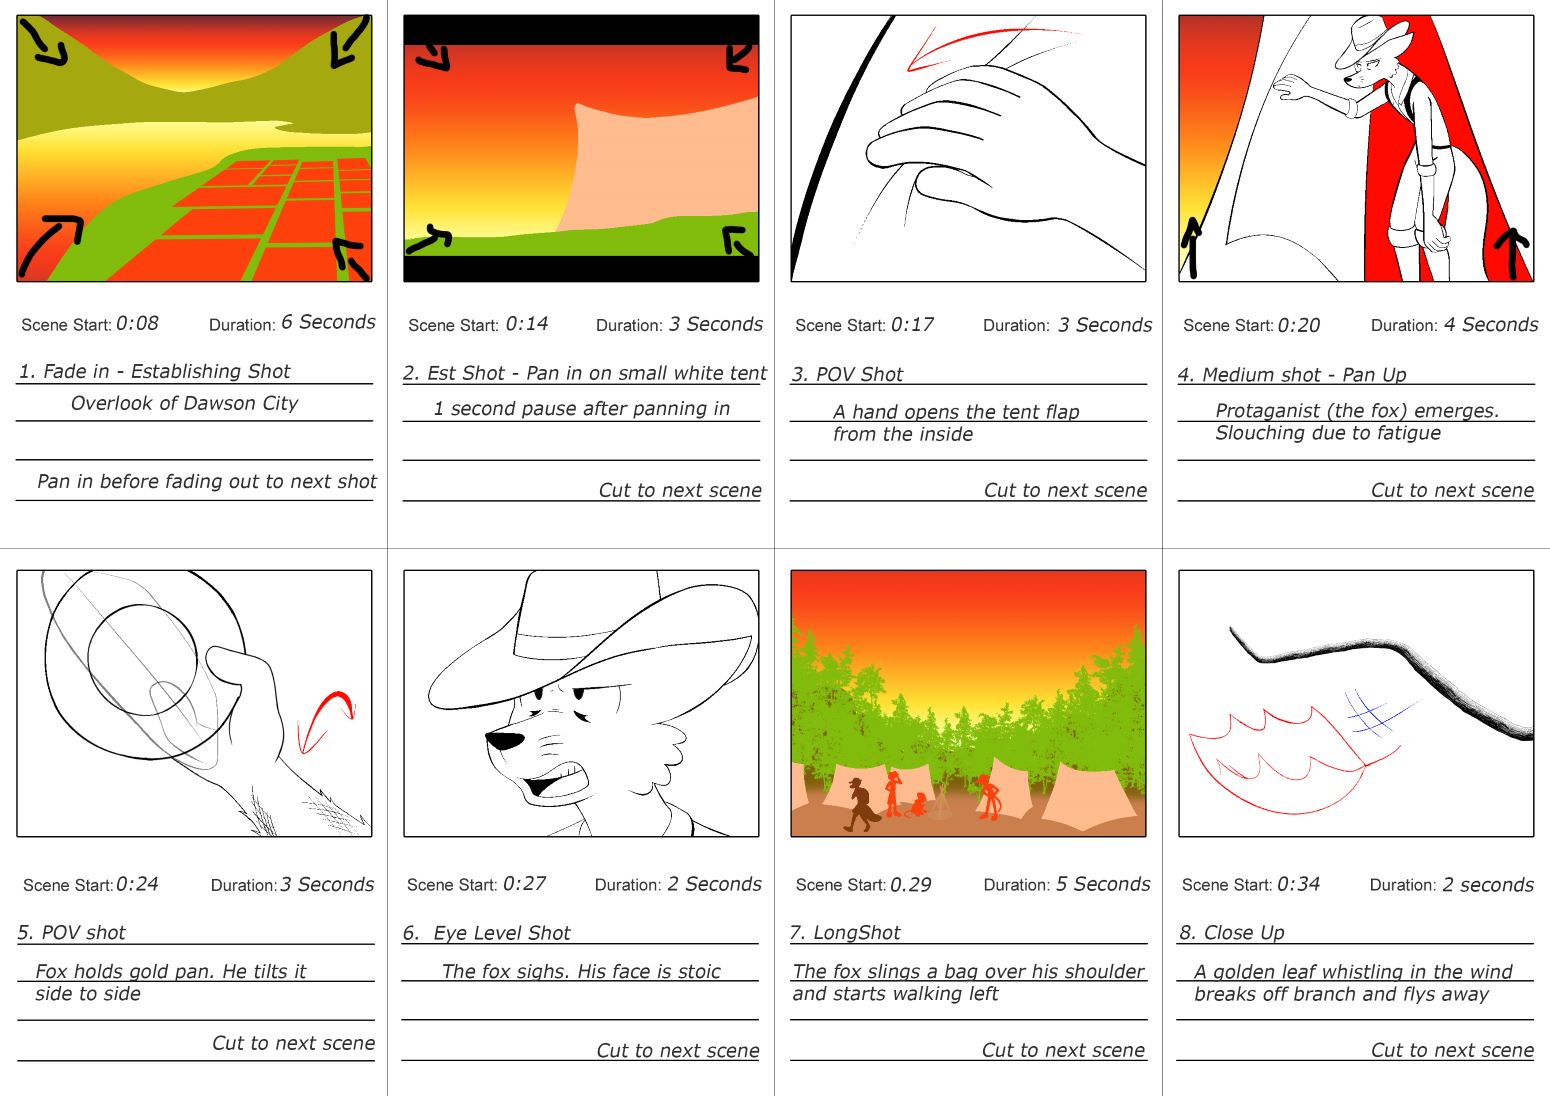 Scene Start: 0:08 Duration: 6 Seconds
1. Fade in - Establishing Shot
Overlook of Dawson City
Pan in before fading out to next shot
Scene Start: 0:14 Duration: 3 Seconds
2. Est Shot - Pan in on small white tent
1 second pause after panning in
Cut to next scene
Scene Start: 0:17 Duration: 3 Seconds
3. POV Shot
A hand opens the tent flap
from the inside
Cut to next scene
Scene Start: 0:20 Duration: 4 Seconds
4. Medium shot - Pan Up
Protaganist (the fox) emerges.
Slouching due to fatigue
Cut to next scene
Scene Start: 0:24 Duration: 3 Seconds
5. POV shot
Fox holds gold pan. He tilts it
side to side
Cut to next scene
Scene Start: 0:27 Duration: 2 Seconds
6. Eye Level Shot
The fox sighs. His face is stoic
Cut to next scene
Scene Start: 0.29 Duration: 5 Seconds
7. LongShot
The fox slings a bag over his shoulder
and starts walking left
Cut to next scene
Scene Start: 0:34 Duration: 2 seconds
8. Close Up
A golden leaf whistling in the wind
breaks off branch and flys away
Cut to next scene